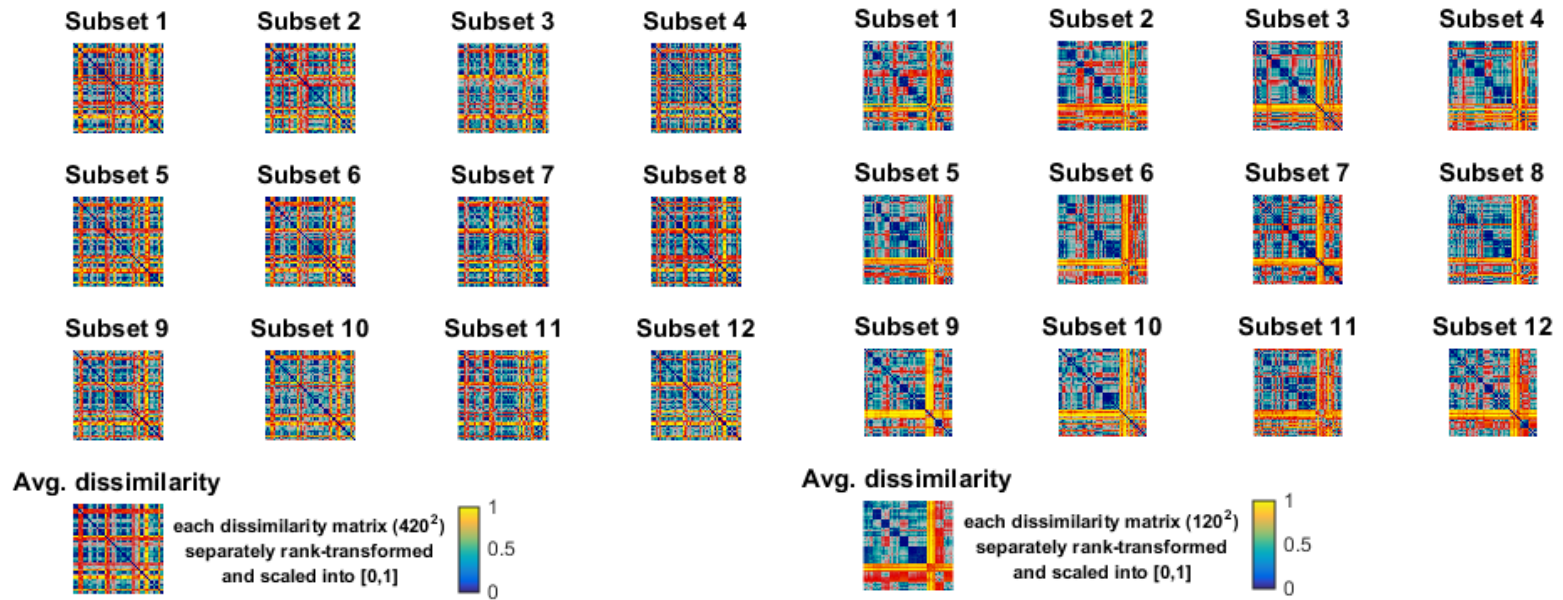 Subset 1 Subset 2 Subset 3 Subset 4
Subset 5 Subset 6 Subset 7 Subset 8
Subset 9 Subset 10 Subset 11 Subset 12
Avg. dissimilarity
each dissimilarity matrix (420²)
separately rank-transformed
and scaled into [0,1]
1
0.5
0
Subset 1 Subset 2 Subset 3 Subset 4
Subset 5 Subset 6 Subset 7 Subset 8
Subset 9 Subset 10 Subset 11 Subset 12
Avg. dissimilarity
each dissimilarity matrix (120²)
separately rank-transformed
and scaled into [0,1]
1
0.5
0